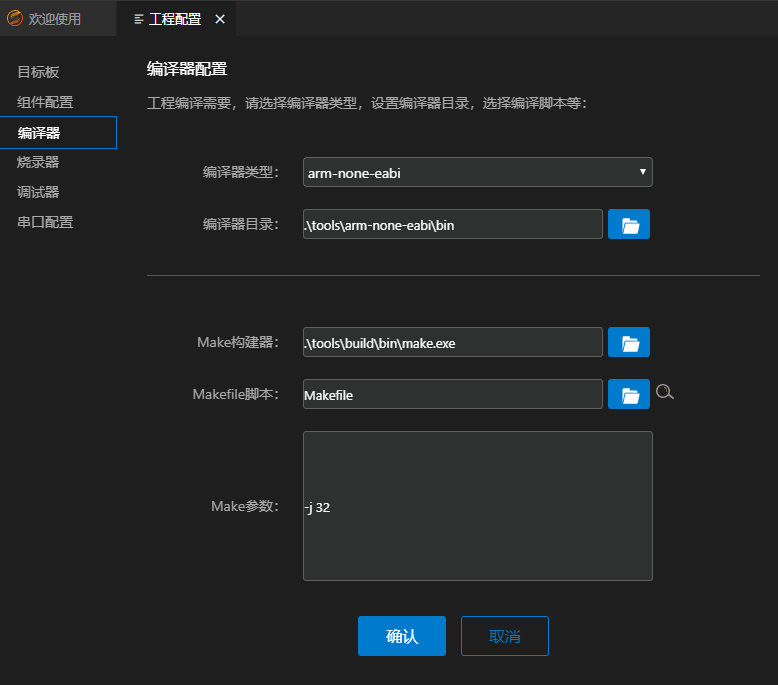 欢迎使用
工程配置
目标板
组件配置
编译器
烧录器
调试器
串口配置
编译器配置
工程编译需要，请选择编译器类型，设置编译器目录，选择编译脚本等：
编译器类型： arm-none-eabi
编译器目录： .\tools\arm-none-eabi\bin
Make构建器： .\tools\build\bin\make.exe
Makefile脚本： Makefile
Make参数： -j 32
确认 取消